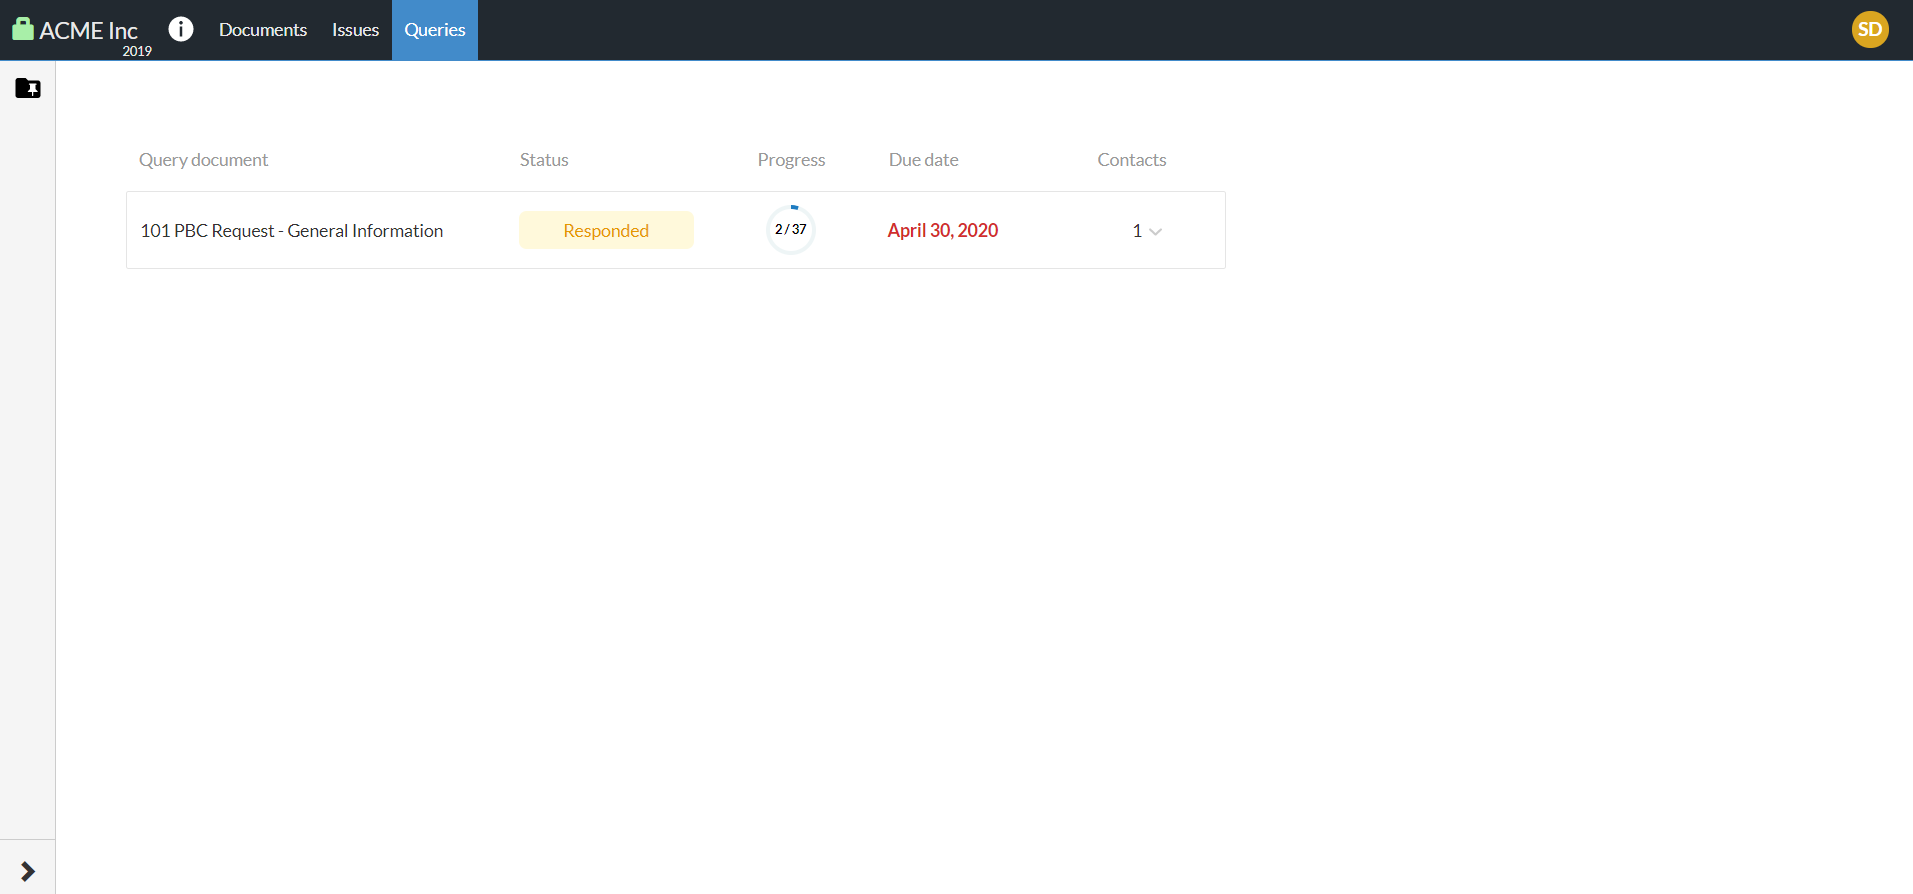 ACME Inc
2019
Documents
Issues
Queries
SD
Query document
Status
Progress
Due date
Contacts
101 PBC Request - General Information
Responded
2 / 37
April 30, 2020
1